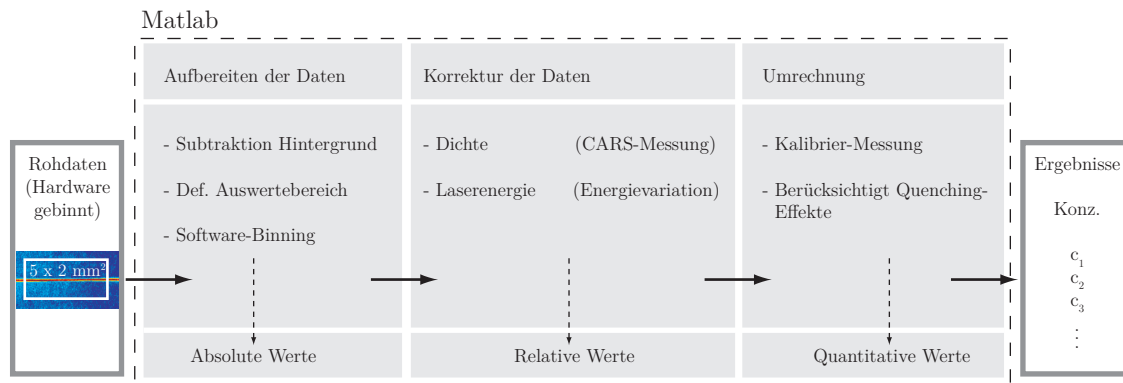 Matlab
Rohdaten
(Hardware
gebinnt)
5 x 2 mm²
Aufbereiten der Daten
- Subtraktion Hintergrund
- Def. Auswertebereich
- Software-Binning
Absolute Werte
Korrektur der Daten
- Dichte (CARS-Messung)
- Laserenergie (Energievariation)
Relative Werte
Umrechnung
- Kalibrier-Messung
- Berücksichtigt Quenching-
Effekte
Quantitative Werte
Ergebnisse
Konz.
c₁
c₂
c₃
⋮